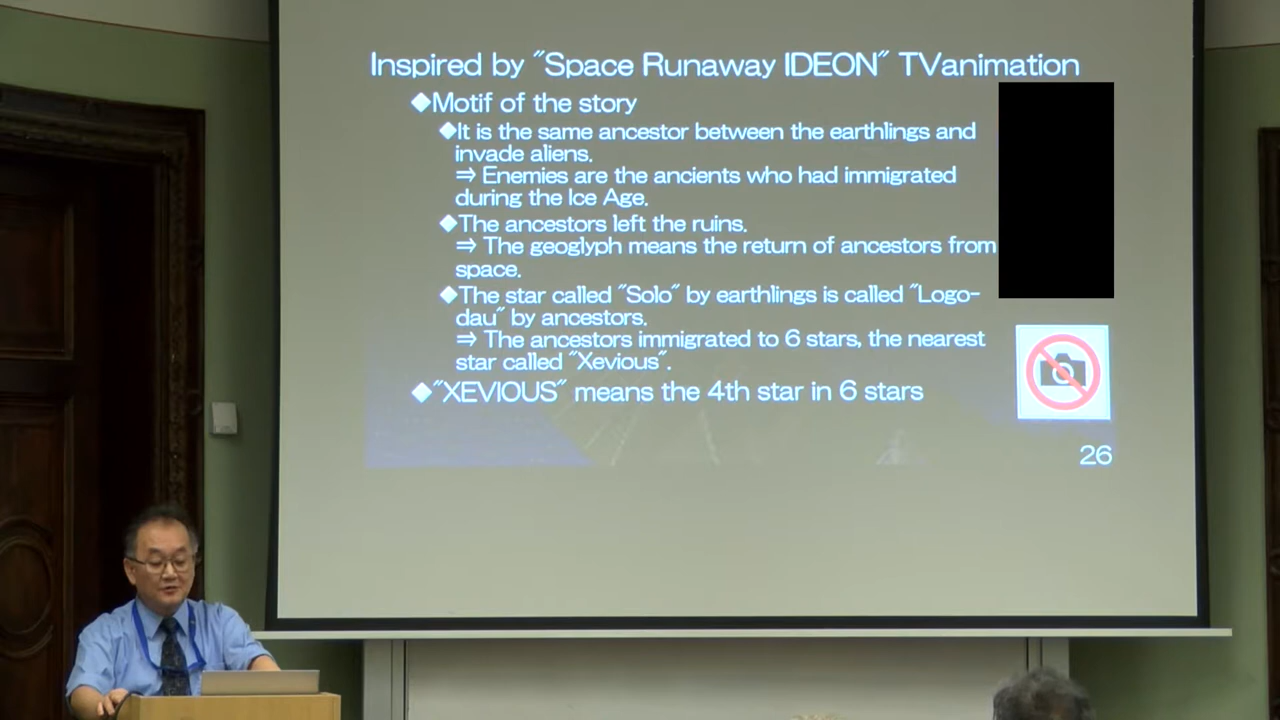 Inspired by "Space Runaway IDEON" TVanimation
◆Motif of the story
◆It is the same ancestor between the earthlings and
invade aliens.
⇒ Enemies are the ancients who had immigrated
during the Ice Age.
◆The ancestors left the ruins.
⇒ The geoglyph means the return of ancestors from
space.
◆The star called "Solo" by earthlings is called "Logo-
dau" by ancestors.
⇒ The ancestors immigrated to 6 stars, the nearest
star called "Xevious".
◆"XEVIOUS" means the 4th star in 6 stars
26